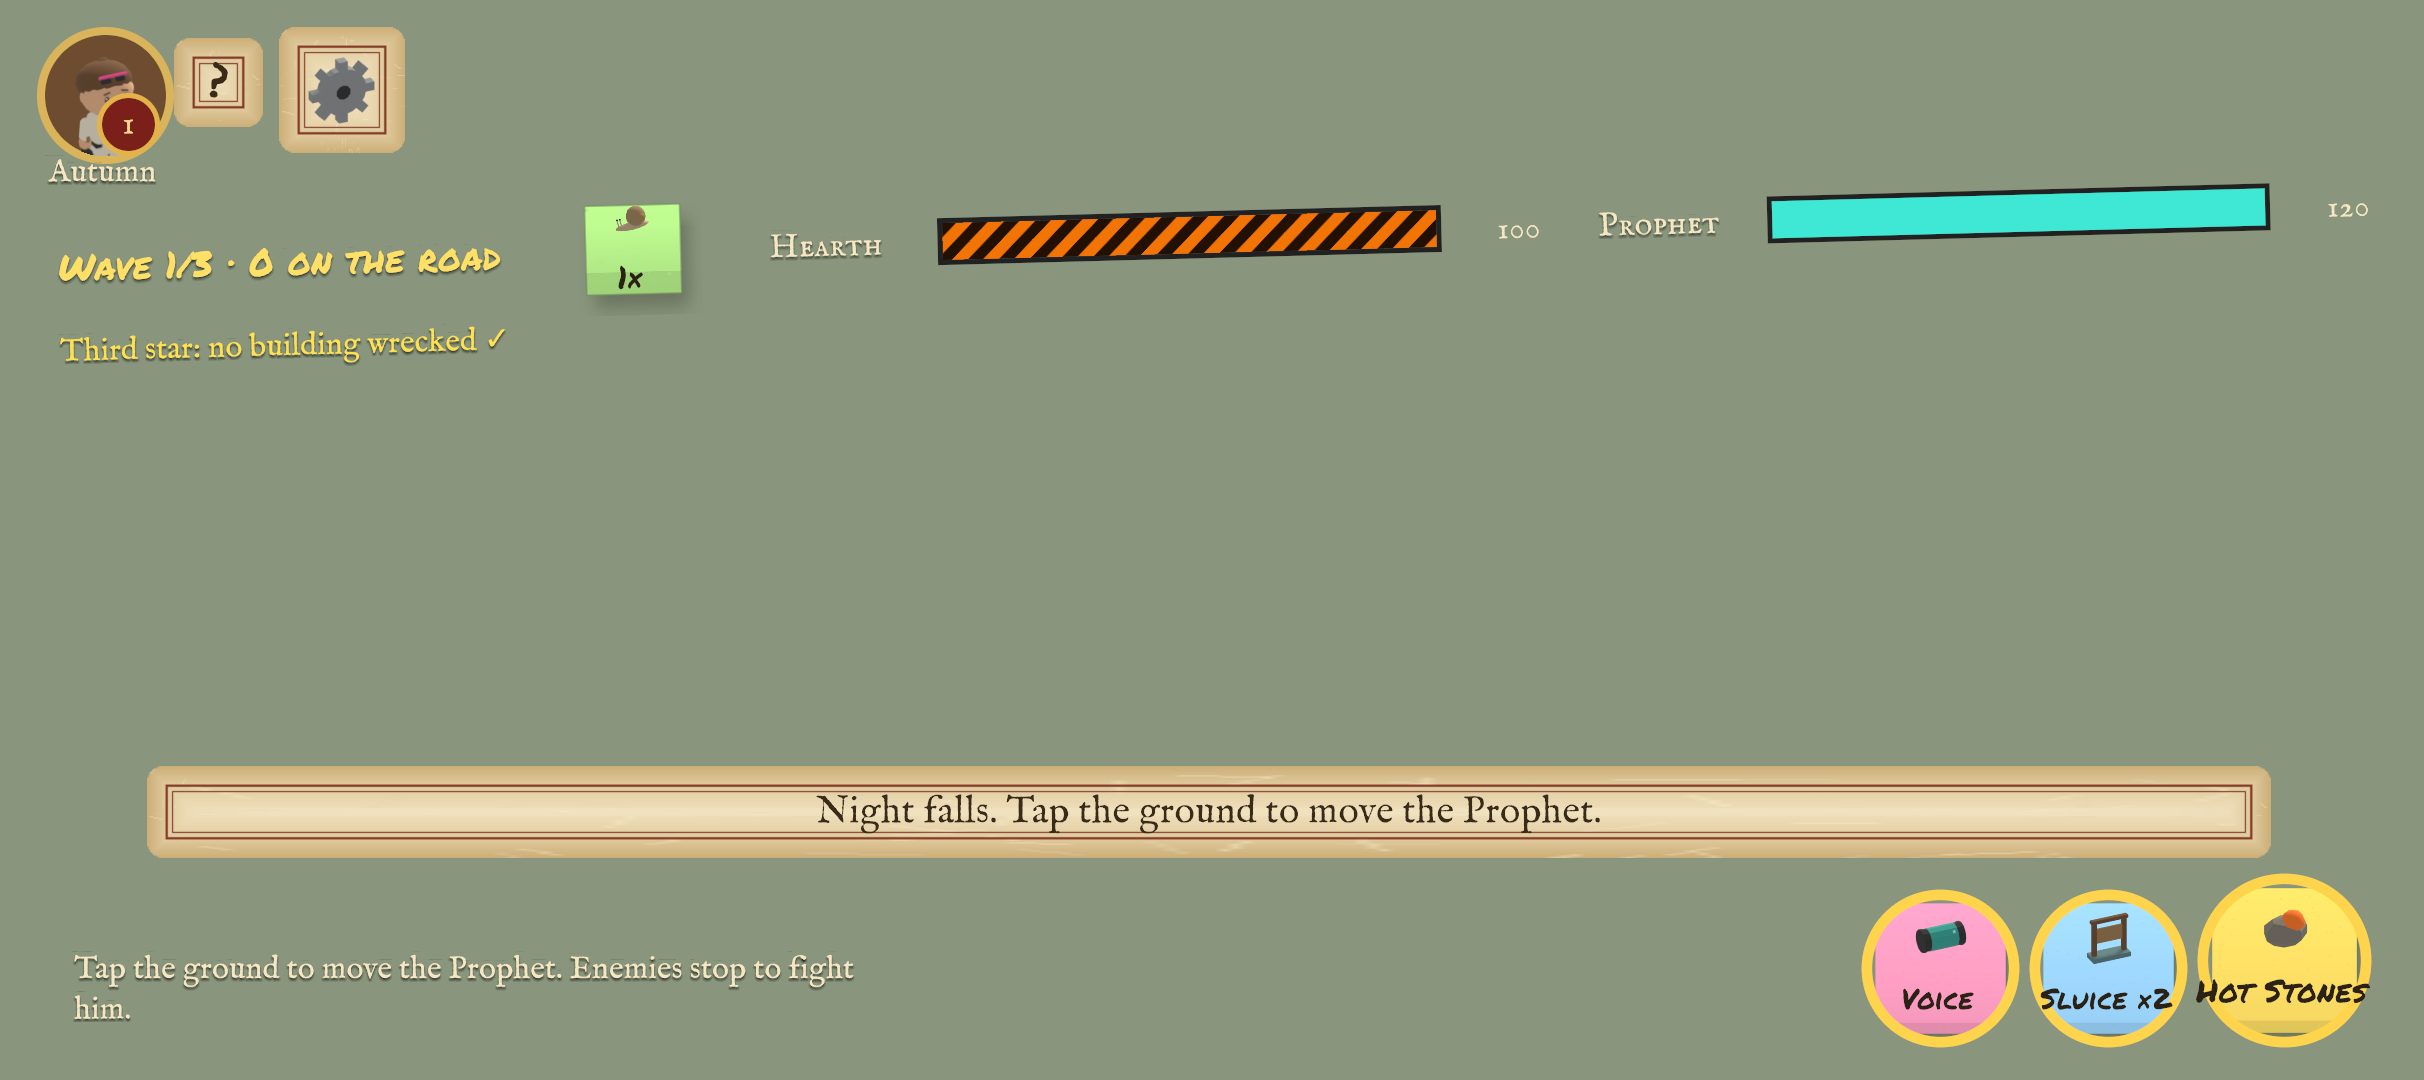 ?
1
Autumn
Wave 1/3 · 0 on the road
1x
Hearth
100
Prophet
120
Third star: no building wrecked ✓
Night falls. Tap the ground to move the Prophet.
Tap the ground to move the Prophet. Enemies stop to fight
him.
Voice
Sluice x2
Hot Stones